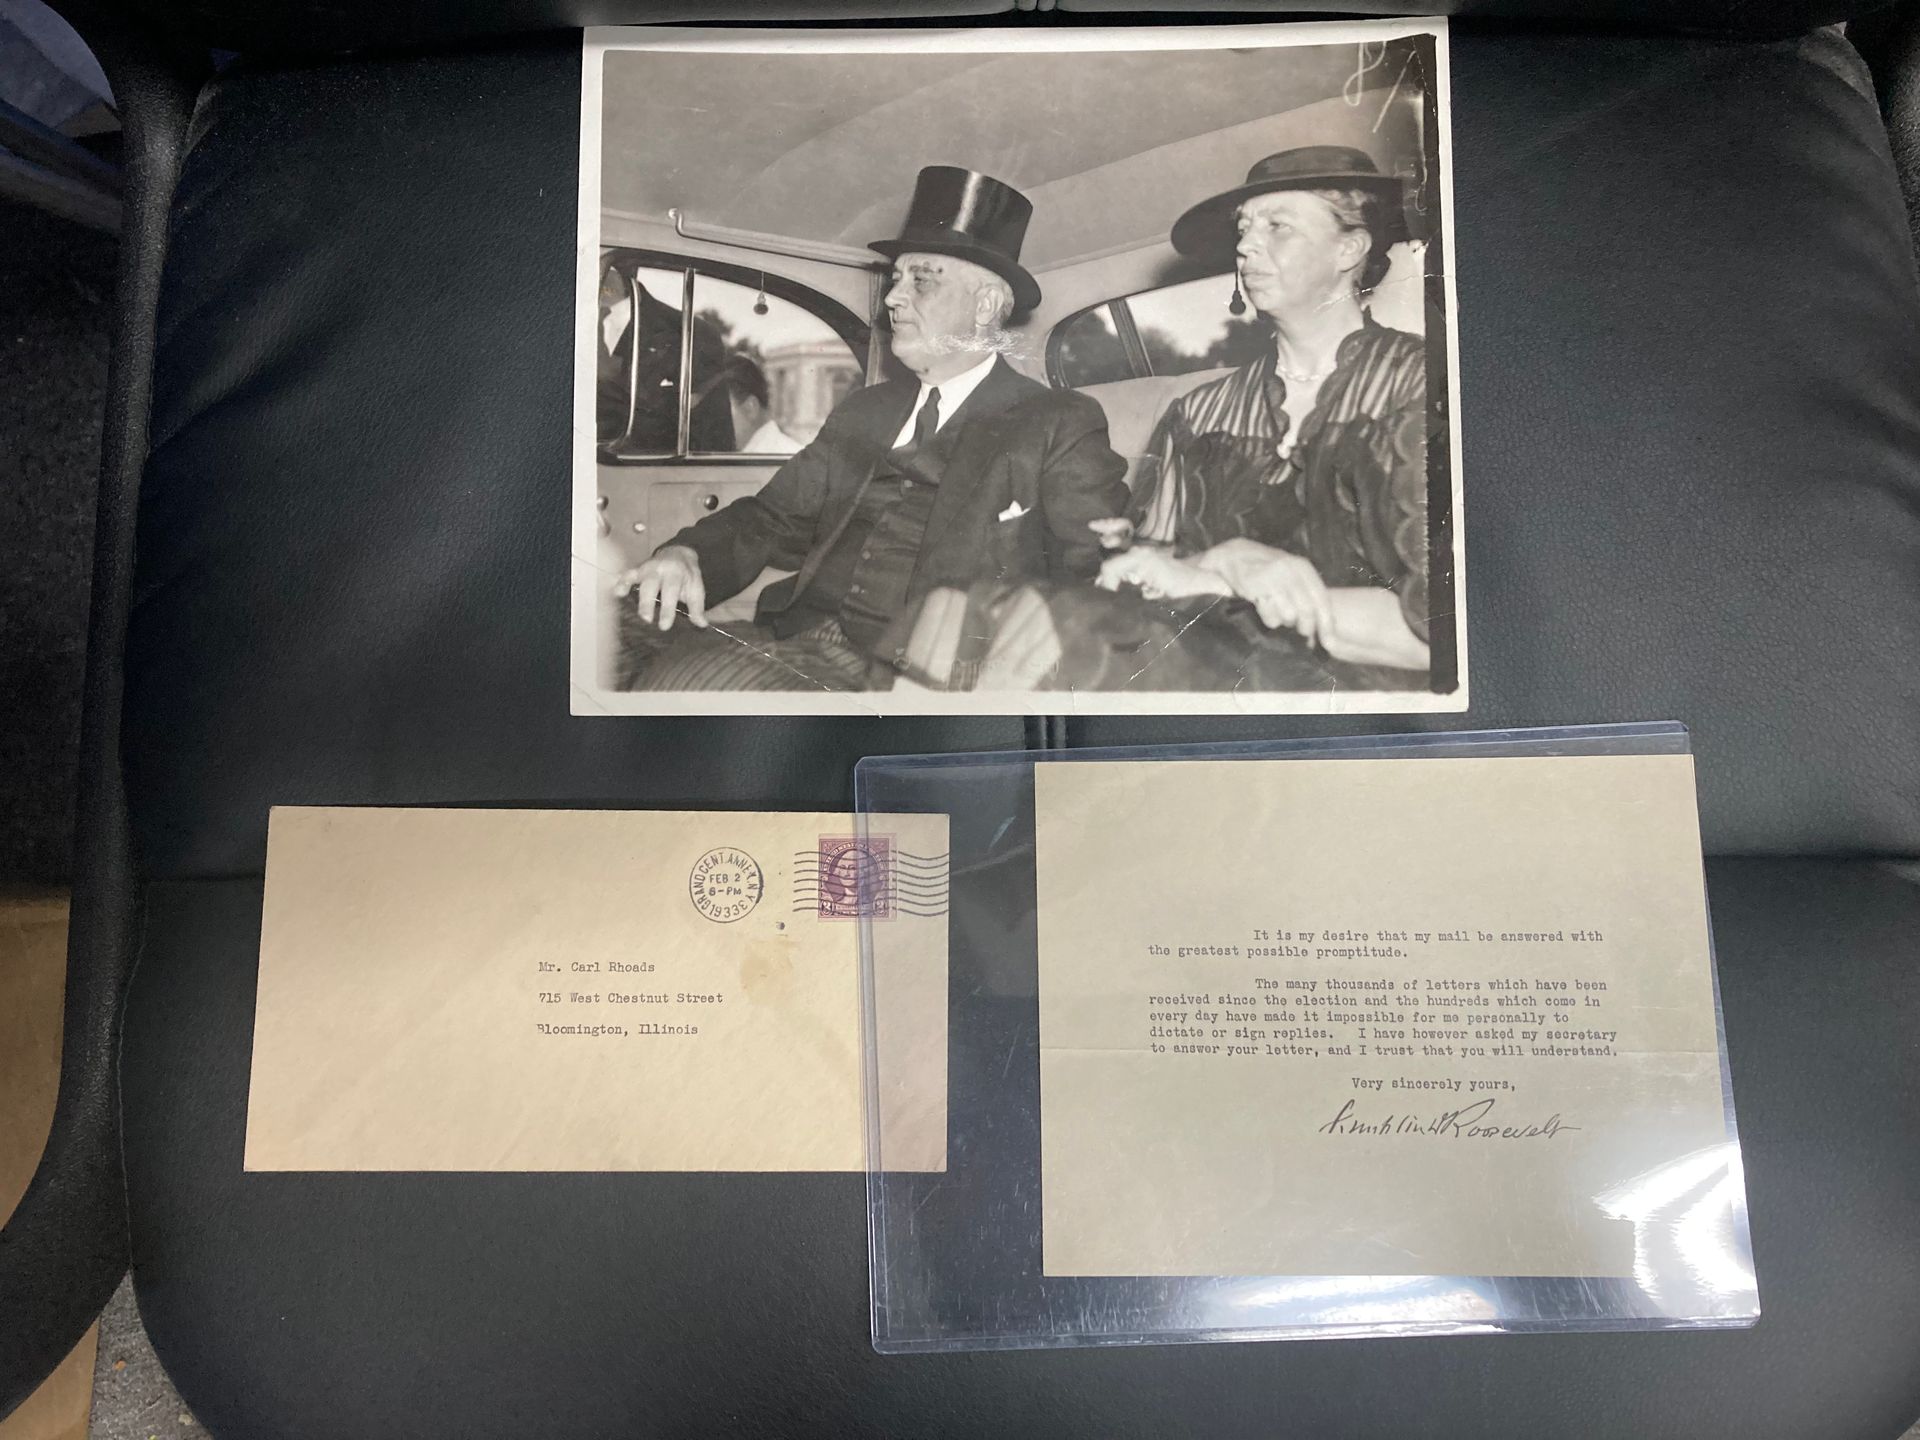 GRAND CENT. ANNEX. N.Y.
FEB 2
6-PM
1933
3
Mr. Carl Rhoads
715 West Chestnut Street
Bloomington, Illinois
It is my desire that my mail be answered with
the greatest possible promptitude.
The many thousands of letters which have been
received since the election and the hundreds which come in
every day have made it impossible for me personally to
dictate or sign replies. I have however asked my secretary
to answer your letter, and I trust that you will understand.
Very sincerely yours,
Franklin D Roosevelt